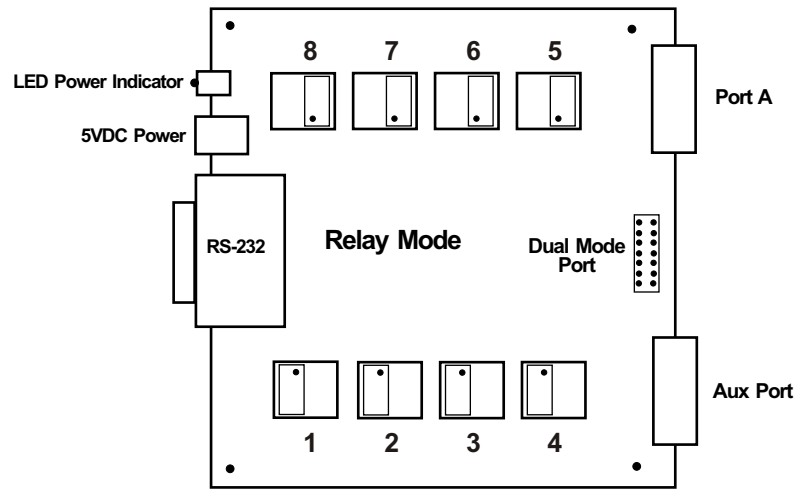 8 7 6 5
LED Power Indicator
Port A
5VDC Power
RS-232
Relay Mode
Dual Mode
Port
Aux Port
1 2 3 4